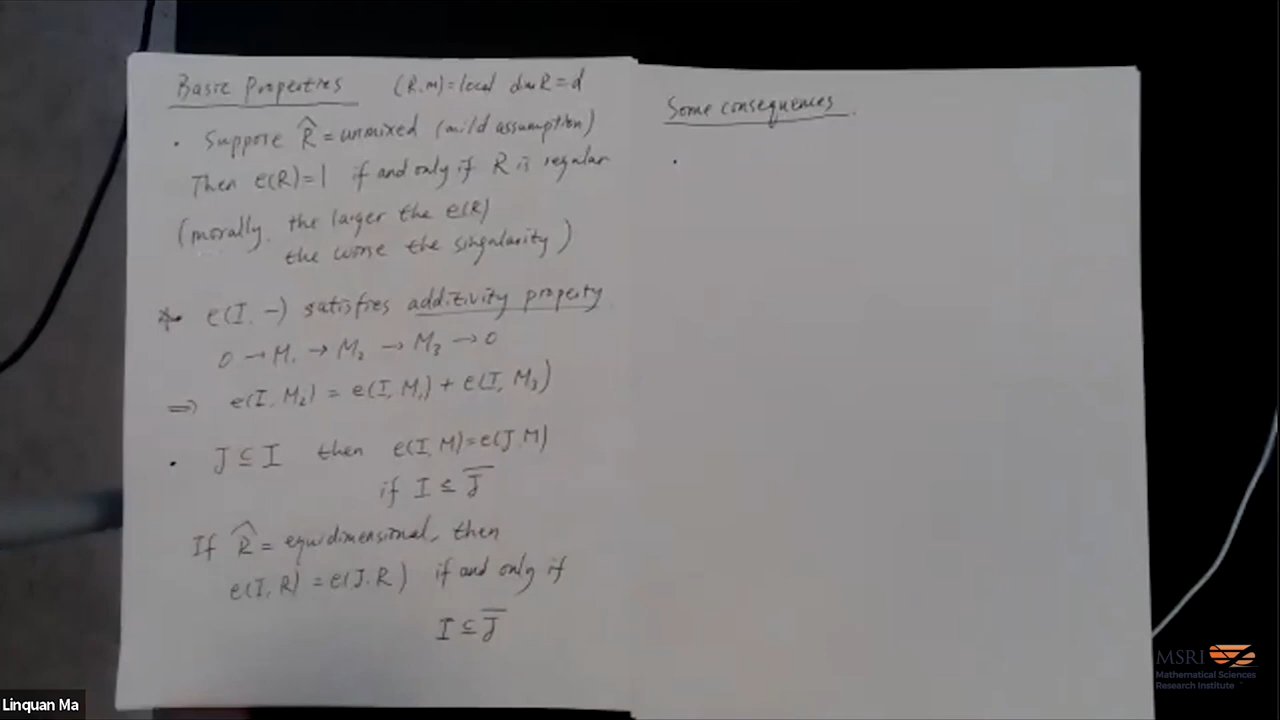 Basic Properties (R.m)=local dimR=d
· Suppose R̂=unmixed (mild assumption)
Then e(R)=1 if and only if R is regular
(morally, the larger the e(R)
the worse the singularity)
* e(I, -) satisfies additivity property
0 → M₁ → M₂ → M₃ → 0
⟹ e(I, M₂) = e(I, M₁) + e(I, M₃)
· J ⊆ I then e(I, M)=e(J, M)
if I ⊆ J̅
If R̂ = equidimensional, then
e(I, R) = e(J, R) if and only if
I ⊆ J̅
Some consequences.
·
MSRI
Mathematical Sciences
Research Institute
Linquan Ma